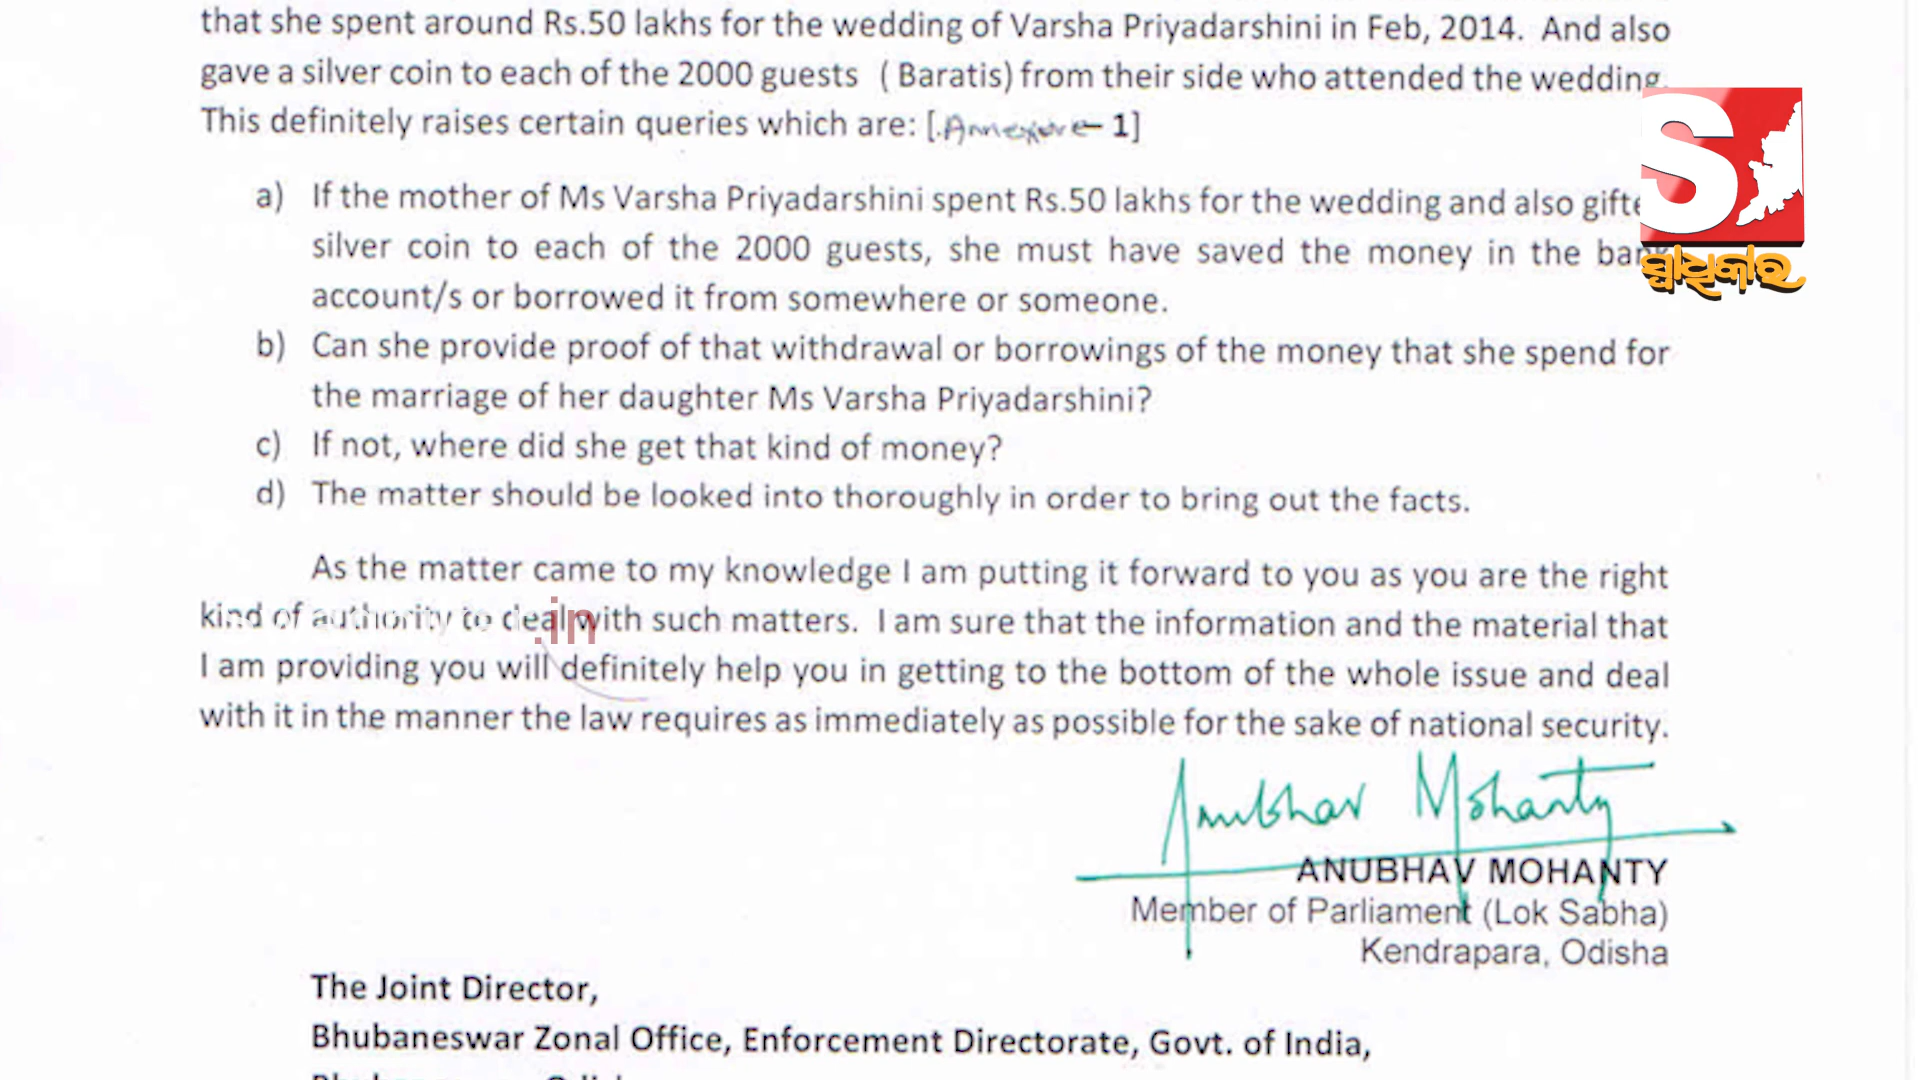 that she spent around Rs.50 lakhs for the wedding of Varsha Priyadarshini in Feb, 2014. And also
gave a silver coin to each of the 2000 guests ( Baratis) from their side who attended the wedding.
This definitely raises certain queries which are: [.Annexure- 1]
S
ସ୍ୱାଧିକାର
a) If the mother of Ms Varsha Priyadarshini spent Rs.50 lakhs for the wedding and also gifte
silver coin to each of the 2000 guests, she must have saved the money in the bank
account/s or borrowed it from somewhere or someone.
b) Can she provide proof of that withdrawal or borrowings of the money that she spend for
the marriage of her daughter Ms Varsha Priyadarshini?
c) If not, where did she get that kind of money?
d) The matter should be looked into thoroughly in order to bring out the facts.
As the matter came to my knowledge I am putting it forward to you as you are the right
kind of authority to deal with such matters. I am sure that the information and the material that
.in
I am providing you will definitely help you in getting to the bottom of the whole issue and deal
with it in the manner the law requires as immediately as possible for the sake of national security.
Anubhav Mohanty
ANUBHAV MOHANTY
Member of Parliament (Lok Sabha)
Kendrapara, Odisha
The Joint Director,
Bhubaneswar Zonal Office, Enforcement Directorate, Govt. of India,